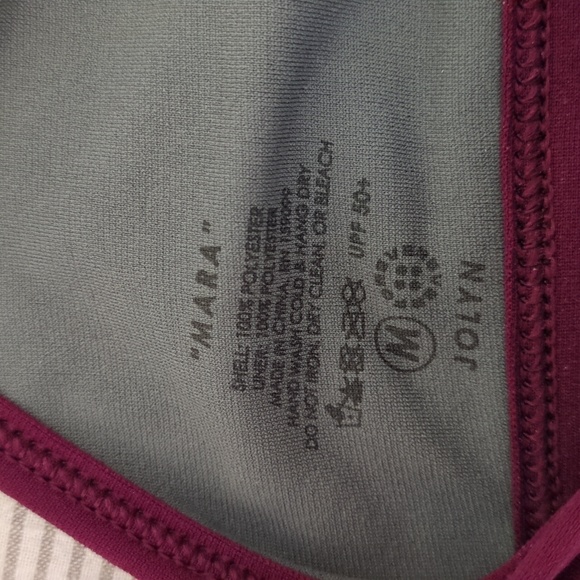 "MARA"
SHELL: 100% POLYESTER
LINER: 100% POLYESTER
MADE IN CHINA, RN
HAND WASH COLD & HANG DRY
DO NOT IRON, DRY CLEAN, OR BLEACH
UPF 50+
M
JOLYN